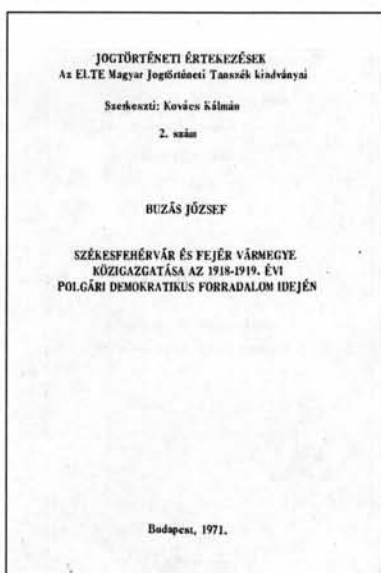 JOGTÖRTÉNETI ÉRTEKEZÉSEK
Az ELTE Magyar Jogtörténeti Tanszék kiadványai
Szerkeszti: Kovács Kálmán
2. szám
BUZÁS JÓZSEF
SZÉKESFEHÉRVÁR ÉS FEJÉR VÁRMEGYE
KÖZIGAZGATÁSA AZ 1918-1919. ÉVI
POLGÁRI DEMOKRATIKUS FORRADALOM IDEJÉN
Budapest, 1971.